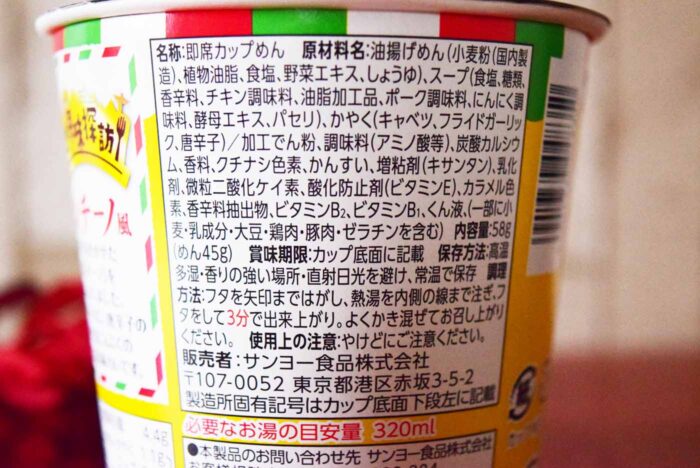 名称:即席カップめん 原材料名:油揚げめん(小麦粉(国内製
造)、植物油脂、食塩、野菜エキス、しょうゆ)、スープ(食塩、糖類、
香辛料、チキン調味料、油脂加工品、ポーク調味料、にんにく調
味料、酵母エキス、パセリ)、かやく(キャベツ、フライドガーリッ
ク、唐辛子)/加工でん粉、調味料(アミノ酸等)、炭酸カルシウ
ム、香料、クチナシ色素、かんすい、増粘剤(キサンタン)、乳化
剤、微粒二酸化ケイ素、酸化防止剤(ビタミンE)、カラメル色
素、香辛料抽出物、ビタミンB₂、ビタミンB₁、くん液、(一部に小
麦・乳成分・大豆・鶏肉・豚肉・ゼラチンを含む) 内容量:58g
(めん45g) 賞味期限:カップ底面に記載 保存方法:高温
多湿・香りの強い場所・直射日光を避け、常温で保存 調理
方法:フタを矢印まではがし、熱湯を内側の線まで注ぎ、フ
タをして3分で出来上がり。よくかき混ぜてお召し上がり
ください。 使用上の注意:やけどにご注意ください。
販売者:サンヨー食品株式会社
〒107-0052 東京都港区赤坂3-5-2
製造所固有記号はカップ底面下段左に記載
必要なお湯の目安量 320ml
●本製品のお問い合わせ先 サンヨー食品株式会社
探訪
チーノ風
4.4g